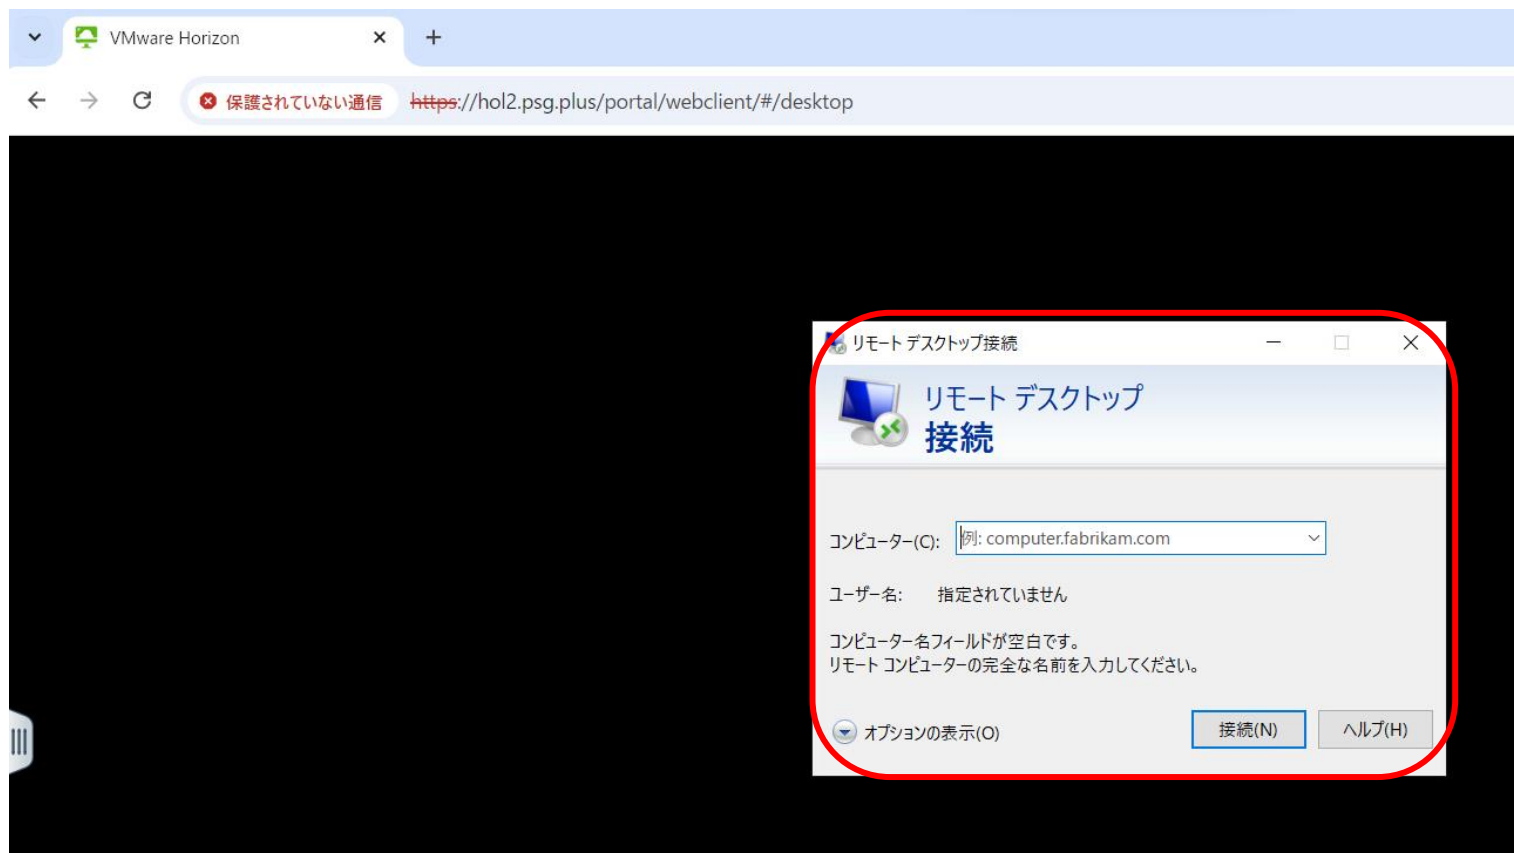 VMware Horizon
保護されていない通信 https://hol2.psg.plus/portal/webclient/#/desktop
リモート デスクトップ接続
リモート デスクトップ
接続
コンピューター(C): 例: computer.fabrikam.com
ユーザー名: 指定されていません
コンピューター名フィールドが空白です。
リモート コンピューターの完全な名前を入力してください。
オプションの表示(O) 接続(N) ヘルプ(H)